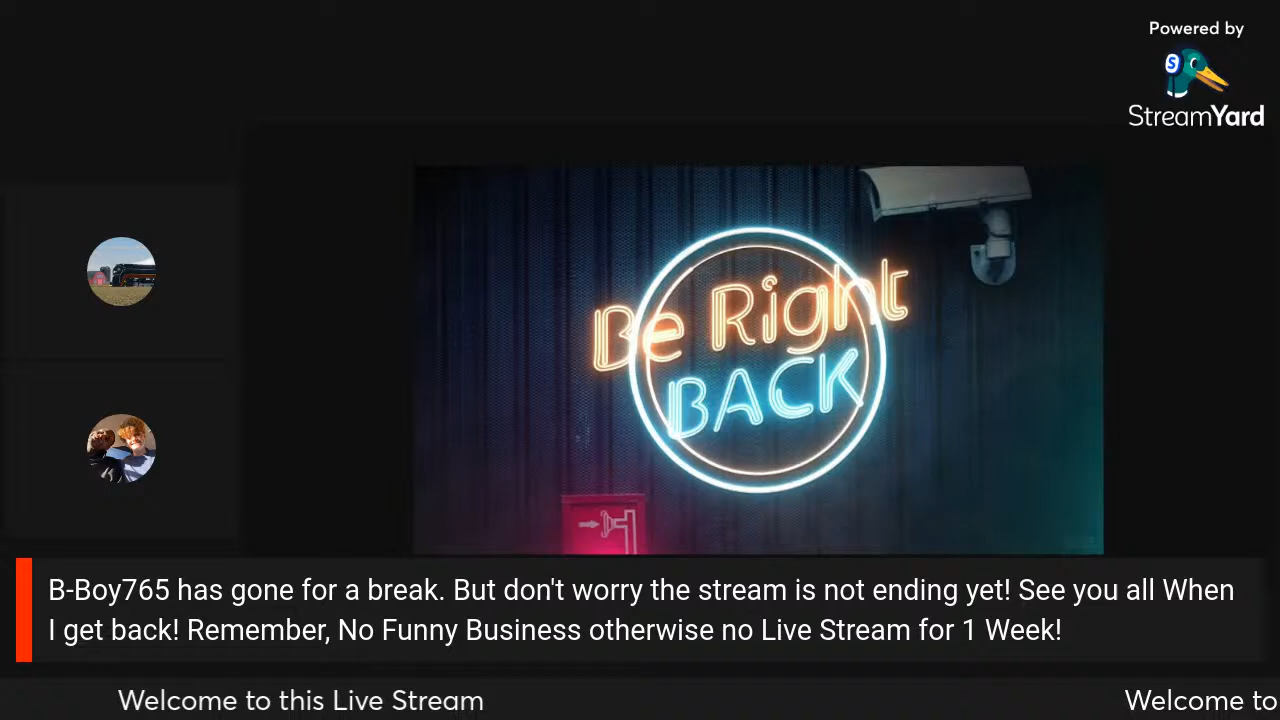 Powered by
StreamYard
Be Right
BACK
B-Boy765 has gone for a break. But don't worry the stream is not ending yet! See you all When
I get back! Remember, No Funny Business otherwise no Live Stream for 1 Week!
Welcome to this Live Stream
Welcome to